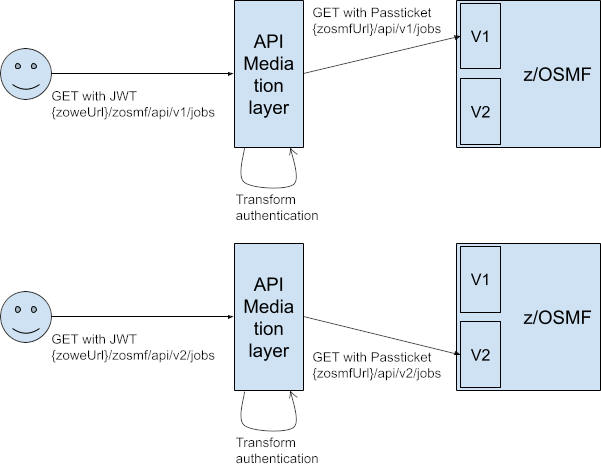 GET with Passticket
{zosmfUrl}/api/v1/jobs
API
Media
tion
layer
V1
z/OSMF
GET with JWT
{zoweUrl}/zosmf/api/v1/jobs
V2
Transform
authentication
API
Media
tion
layer
V1
z/OSMF
GET with JWT
{zoweUrl}/zosmf/api/v2/jobs
GET with Passticket
{zosmfUrl}/api/v2/jobs
V2
Transform
authentication